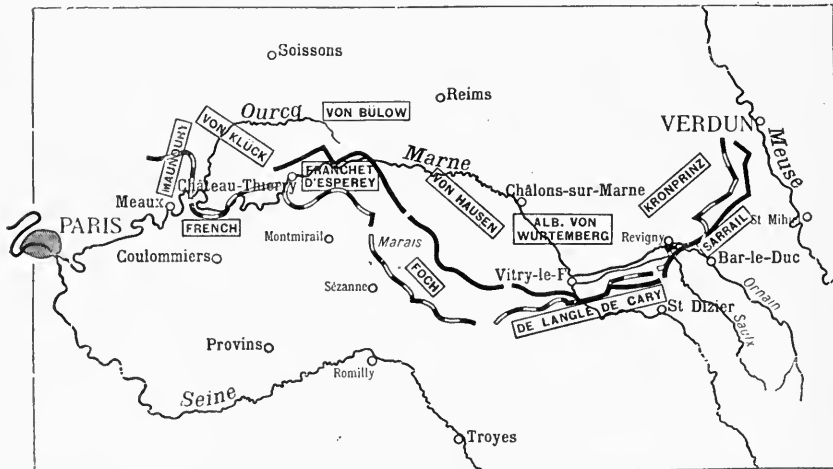 Soissons
Reims
Ourcq
VON BÜLOW
VON KLÜCK
VERDUN
Meuse
MAUNOURY
Marne
KRONPRINZ
Château-Thierry
FRANCHET
D'ESPEREY
VON HAUSEN
Châlons-sur-Marne
Meaux
PARIS
FRENCH
ALB. VON
WURTEMBERG
St Mihiel
SARRAIL
Revigny
Montmirail
Marais
Coulommiers
Bar-le-Duc
FOCH
Vitry-le-F
Sézanne
Ornain
DE LANGLE DE CARY
St Dizier
Saulx
Provins
Romilly
Seine
Troyes